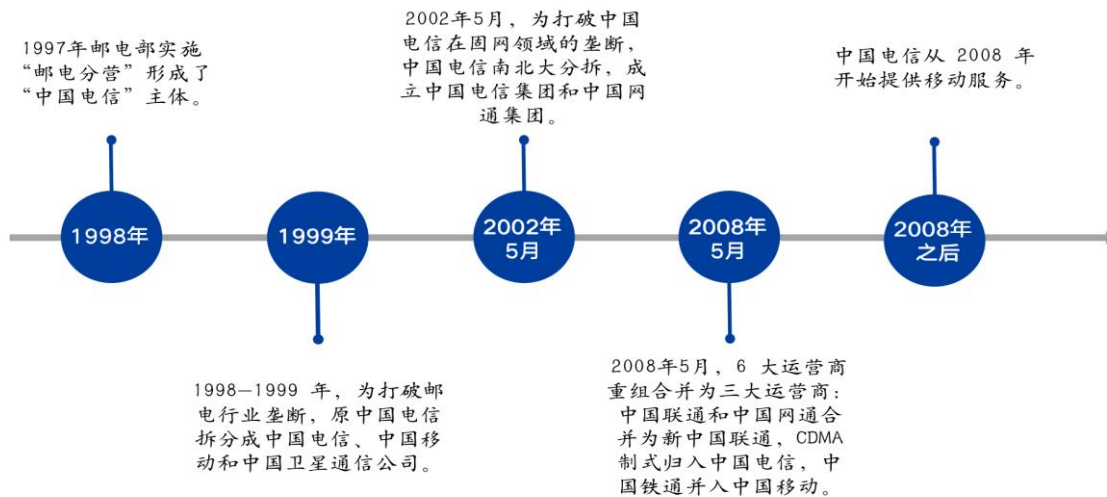 1997年邮电部实施
“邮电分营”形成了
“中国电信”主体。
2002年5月，为打破中国
电信在固网领域的垄断，
中国电信南北大分拆，成
立中国电信集团和中国网
通集团。
中国电信从 2008 年
开始提供移动服务。
1998年
1999年
2002年
5月
2008年
5月
2008年
之后
1998—1999 年，为打破邮
电行业垄断，原中国电信
拆分成中国电信、中国移
动和中国卫星通信公司。
2008年5月，6 大运营商
重组合并为三大运营商：
中国联通和中国网通合
并为新中国联通，CDMA
制式归入中国电信，中
国铁通并入中国移动。